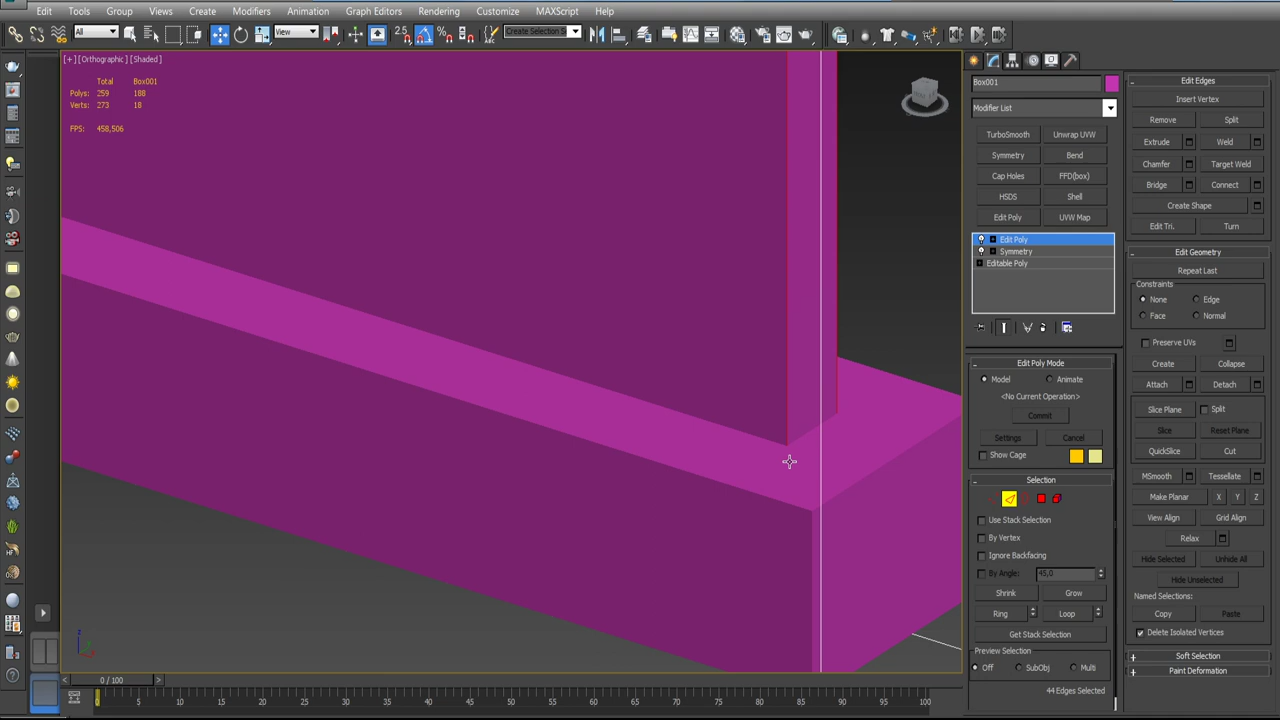 Edit Tools Group Views Create Modifiers Animation Graph Editors Rendering Customize MAXScript Help
All View 2.5 Create Selection S
[+] [Orthographic] [Shaded]
Total Box001
Polys: 259 188
Verts: 273 18
FPS: 458,506
Box001
Modifier List
TurboSmooth Unwrap UVW
Symmetry Bend
Cap Holes FFD(box)
HSDS Shell
Edit Poly UVW Map
Edit Poly
Symmetry
Editable Poly
Edit Poly Mode
Model Animate
<No Current Operation>
Commit
Settings Cancel
Show Cage
Selection
Use Stack Selection
By Vertex
Ignore Backfacing
By Angle: 45,0
Shrink Grow
Ring Loop
Get Stack Selection
Preview Selection
Off SubObj Multi
44 Edges Selected
Edit Edges
Insert Vertex
Remove Split
Extrude Weld
Chamfer Target Weld
Bridge Connect
Create Shape
Edit Tri. Turn
Edit Geometry
Repeat Last
Constraints
None Edge
Face Normal
Preserve UVs
Create Collapse
Attach Detach
Slice Plane Split
Slice Reset Plane
QuickSlice Cut
MSmooth Tessellate
Make Planar X Y Z
View Align Grid Align
Relax
Hide Selected Unhide All
Hide Unselected
Named Selections:
Copy Paste
Delete Isolated Vertices
Soft Selection
Paint Deformation
0 / 100
0 5 10 15 20 25 30 35 40 45 50 55 60 65 70 75 80 85 90 95 100